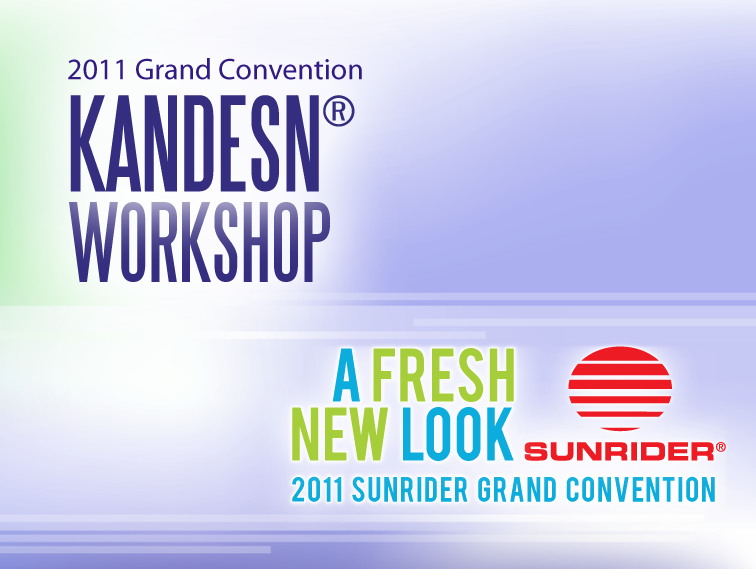 2011 Grand Convention
KANDESN®
WORKSHOP
A FRESH
NEW LOOK
SUNRIDER®
2011 SUNRIDER GRAND CONVENTION